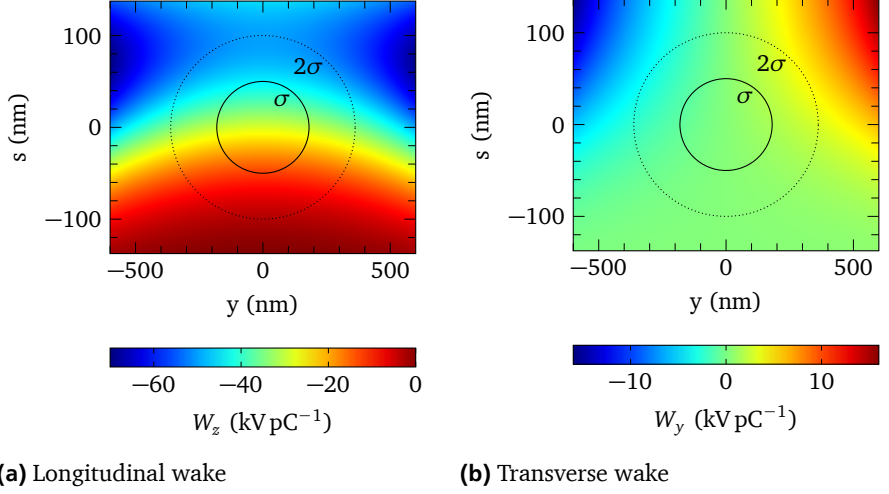 100
0
−100
s (nm)
2σ
σ
−500
0
500
y (nm)
−60
−40
−20
0
W_z (kV pC⁻¹)
(a) Longitudinal wake
100
0
−100
s (nm)
2σ
σ
−500
0
500
y (nm)
−10
0
10
W_y (kV pC⁻¹)
(b) Transverse wake